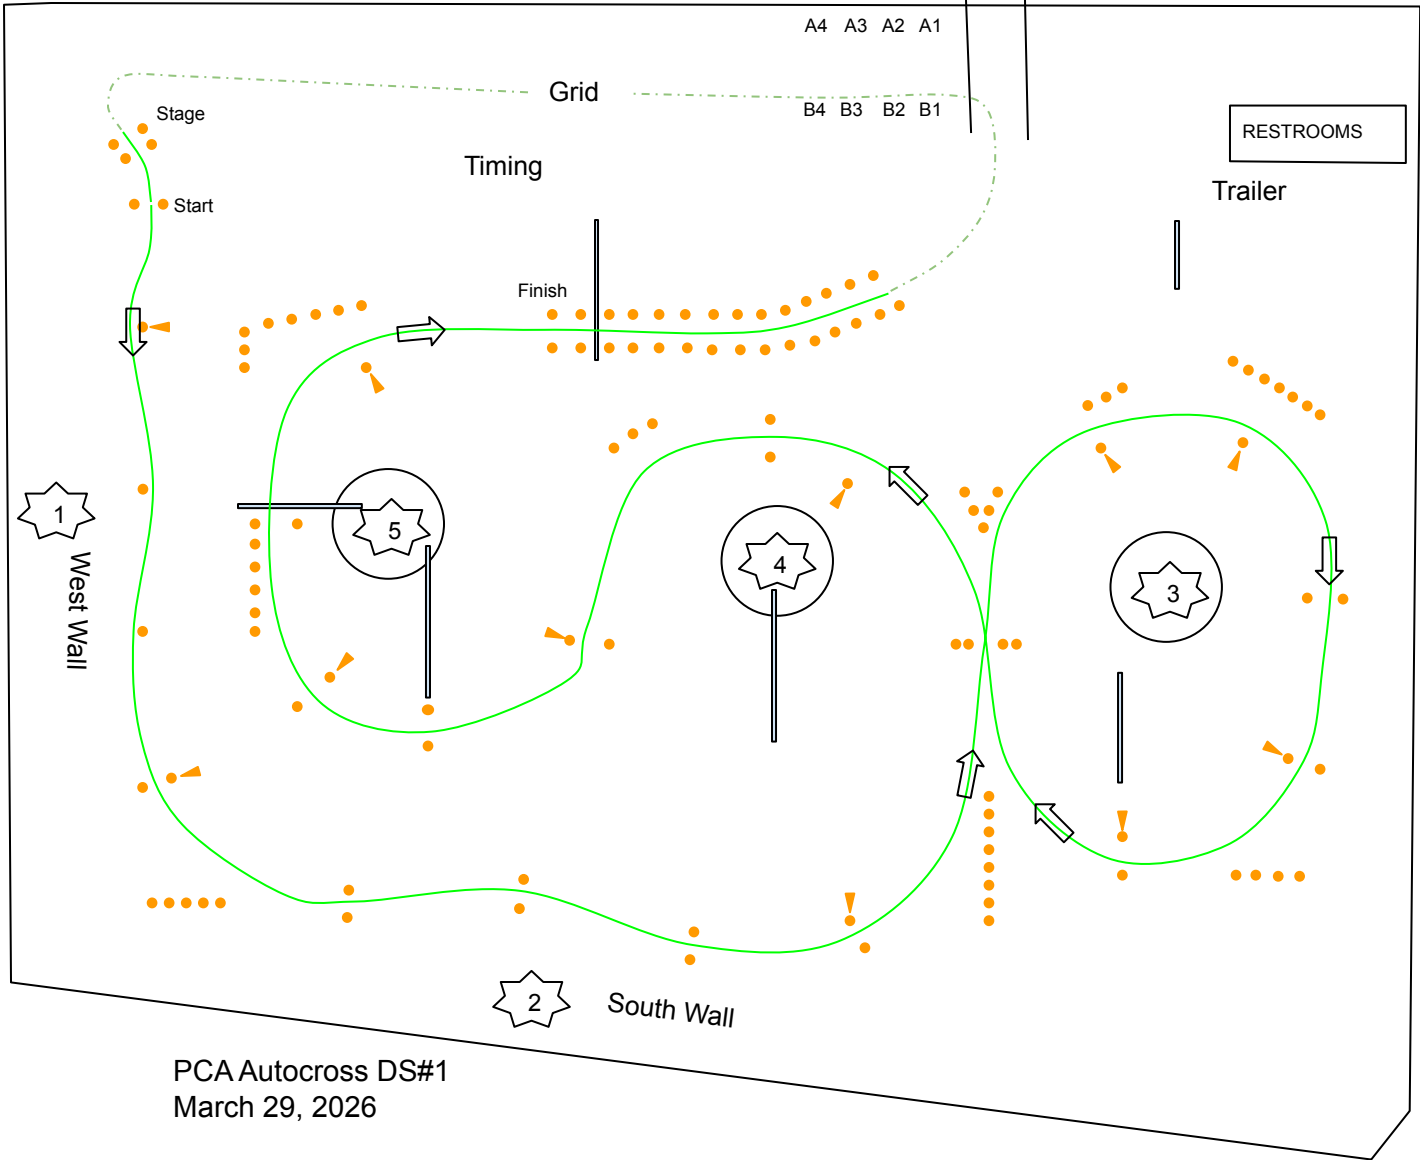 A4 A3 A2 A1
Grid
B4 B3 B2 B1
Stage
RESTROOMS
Timing
Trailer
Start
Finish
1
5
4
3
West Wall
2
South Wall
PCA Autocross DS#1
March 29, 2026